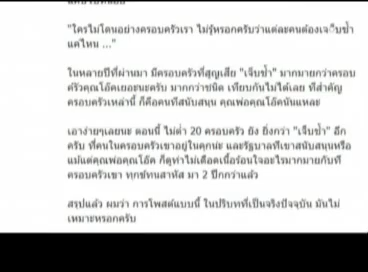 "ใครไม่โดนอย่างครอบครัวเรา ไม่รู้หรอกครับว่าแต่ละคนต้องเจ็บช้ำ
แค่ไหน ..."
ในหลายปีที่ผ่านมา มีครอบครัวที่สูญเสีย "เจ็บช้ำ" มากมายกว่าครอบ
ครัวคุณโอ๊คเยอะนะครับ มากกว่าชนิด เทียบกันไม่ได้เลย ที่สำคัญ
ครอบครัวเหล่านี้ ก็คือคนที่สนับสนุน คุณพ่อคุณโอ๊คนั่นแหละ
เอาง่ายๆเลยนะ ตอนนี้ ไม่ต่ำ 20 ครอบครัว ยัง ยิ่งกว่า "เจ็บช้ำ" อีก
ครับ ที่คนในครอบครัวเขาอยู่ในคุกน่ะ และรัฐบาลที่เขาสนับสนุนหรือ
แม้แต่คุณพ่อคุณโอ๊ค ก็ดูท่าไม่เดือดเนื้อร้อนใจอะไรมากมายกับที่
ครอบครัวเขา ทุกข์ทนสาหัส มา 2 ปีกกว่าแล้ว
สรุปแล้ว ผมว่า การโพสต์แบบนี้ ในปริบทที่เป็นจริงปัจจุบัน มันไม่
เหมาะหรอกครับ